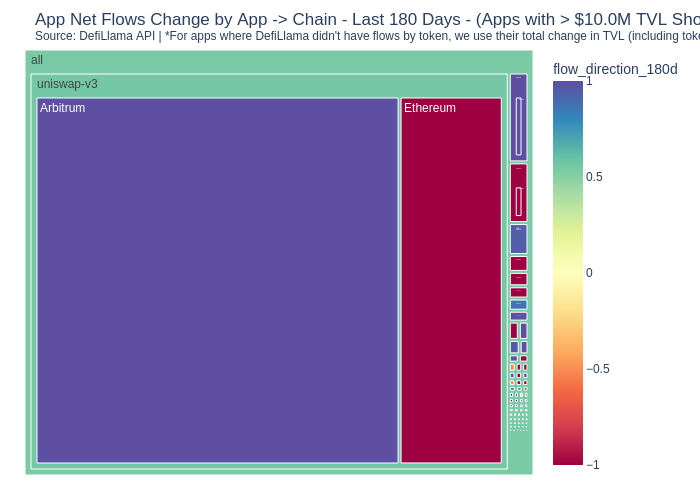 App Net Flows Change by App -> Chain - Last 180 Days - (Apps with > $10.0M TVL Sho
Source: DefiLlama API | *For apps where DefiLlama didn't have flows by token, we use their total change in TVL (including toke
all
uniswap-v3
Arbitrum
Ethereum
flow_direction_180d
1
0.5
0
−0.5
−1